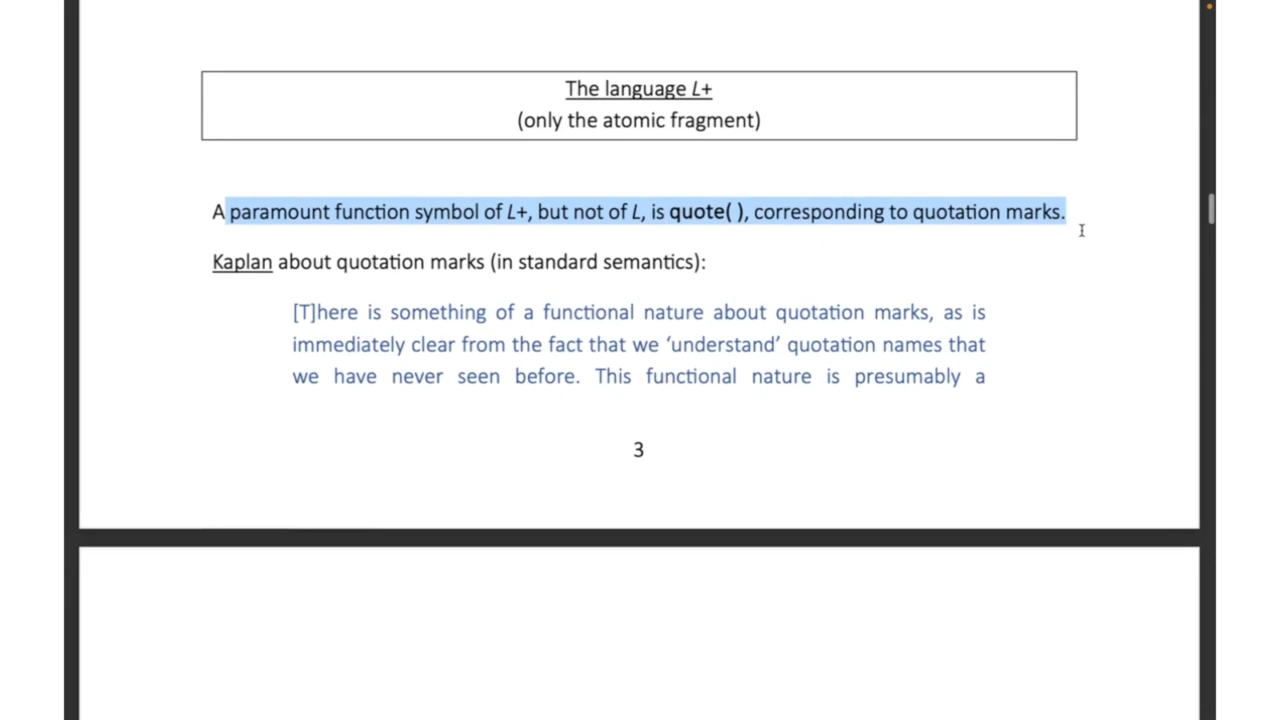 The language L+
(only the atomic fragment)
A paramount function symbol of L+, but not of L, is quote( ), corresponding to quotation marks.
Kaplan about quotation marks (in standard semantics):
[T]here is something of a functional nature about quotation marks, as is
immediately clear from the fact that we ‘understand’ quotation names that
we have never seen before. This functional nature is presumably a
3